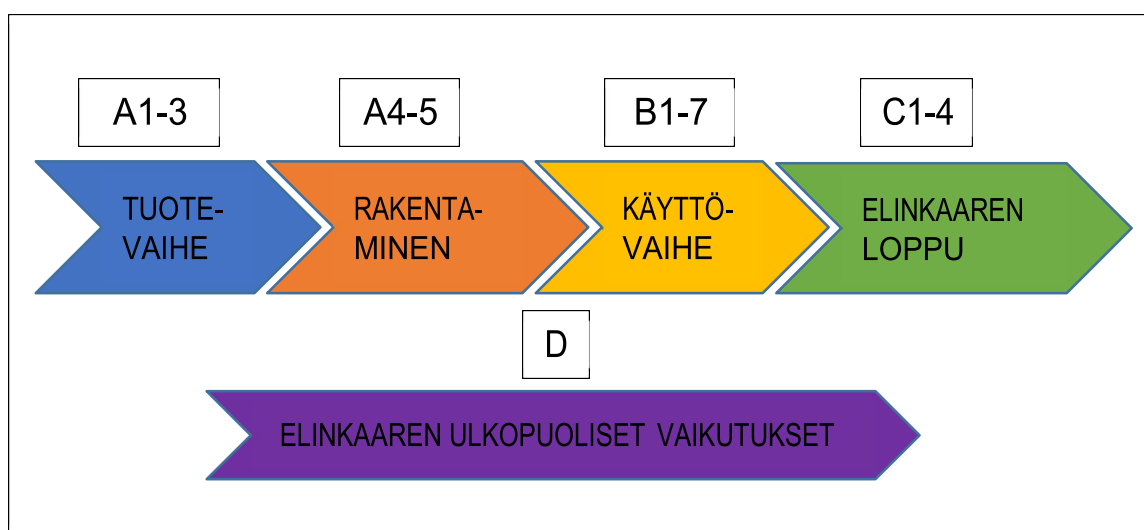 A1-3
A4-5
B1-7
C1-4
TUOTE-
VAIHE
RAKENTA-
MINEN
KÄYTTÖ-
VAIHE
ELINKAAREN
LOPPU
D
ELINKAAREN ULKOPUOLISET VAIKUTUKSET